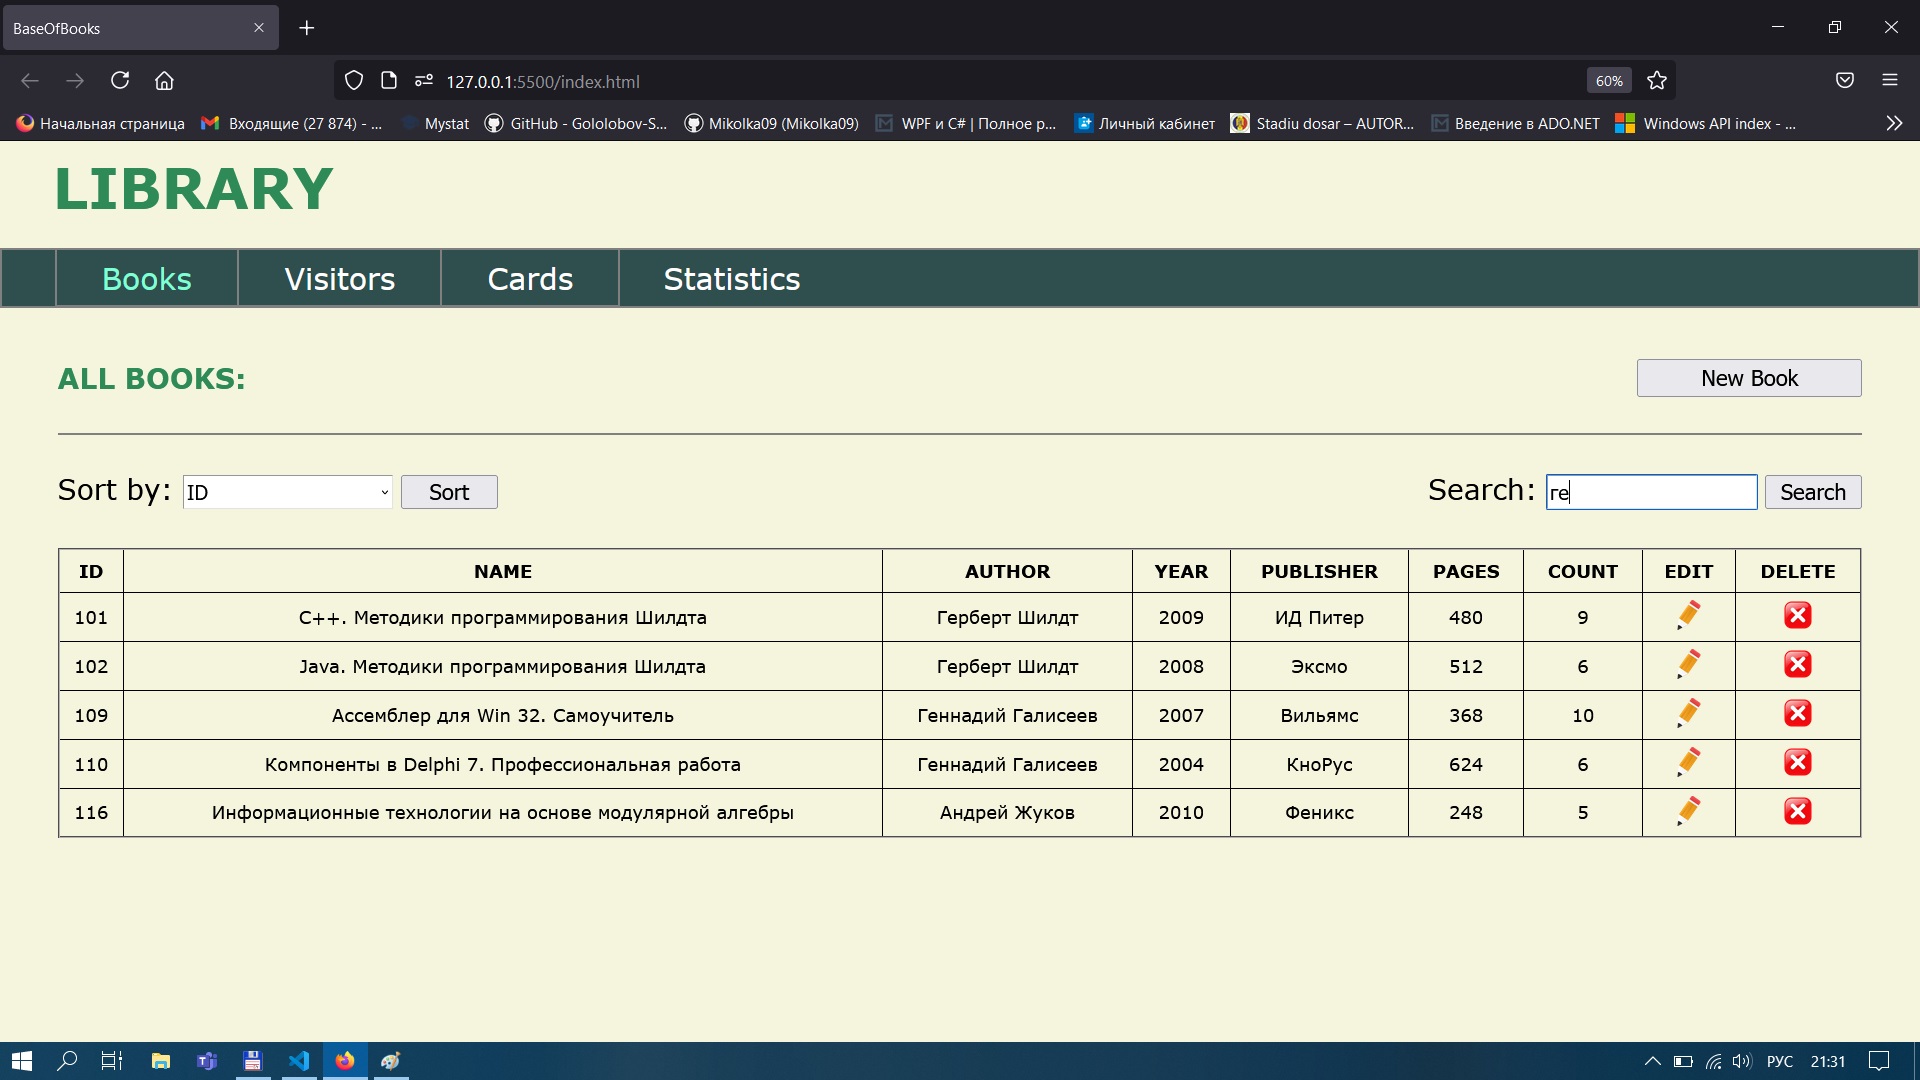 BaseOfBooks
127.0.0.1:5500/index.html
60%
Начальная страница
Входящие (27 874) - ...
Mystat
GitHub - Gololobov-S...
Mikolka09 (Mikolka09)
WPF и C# | Полное р...
Личный кабинет
Stadiu dosar – AUTOR...
Введение в ADO.NET
Windows API index - ...
LIBRARY
Books Visitors Cards Statistics
ALL BOOKS:
New Book
Sort by: ID Sort
Search: ге Search
ID NAME AUTHOR YEAR PUBLISHER PAGES COUNT EDIT DELETE
101 C++. Методики программирования Шилдта Герберт Шилдт 2009 ИД Питер 480 9
102 Java. Методики программирования Шилдта Герберт Шилдт 2008 Эксмо 512 6
109 Ассемблер для Win 32. Самоучитель Геннадий Галисеев 2007 Вильямс 368 10
110 Компоненты в Delphi 7. Профессиональная работа Геннадий Галисеев 2004 КноРус 624 6
116 Информационные технологии на основе модулярной алгебры Андрей Жуков 2010 Феникс 248 5
РУС 21:31